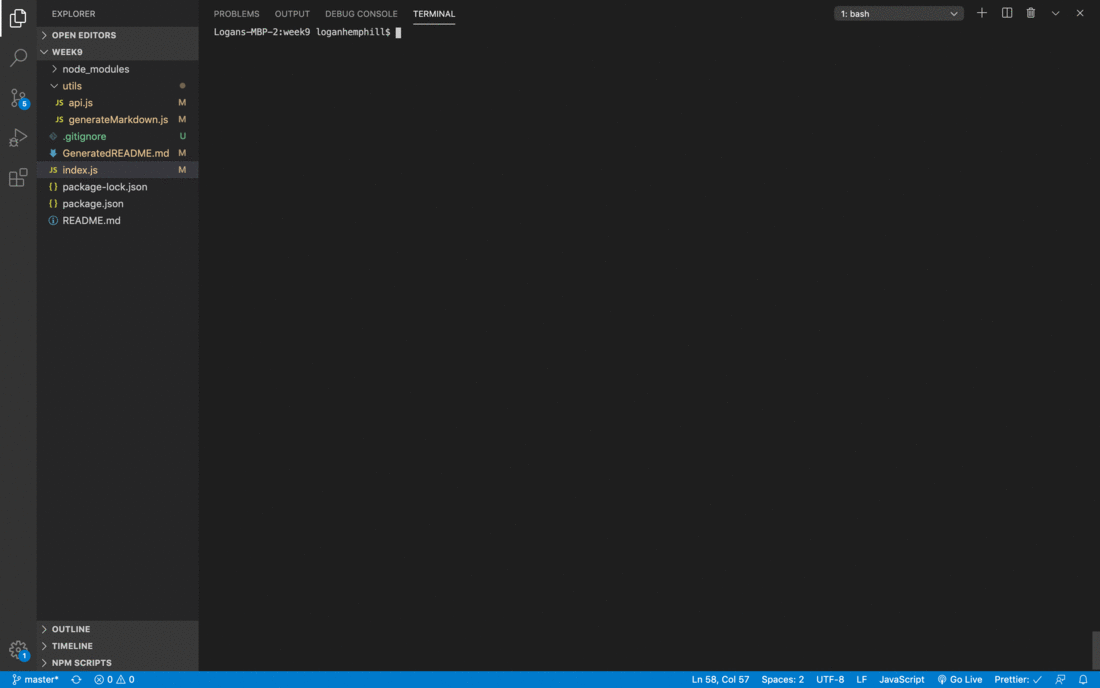 EXPLORER
OPEN EDITORS
WEEK9
node_modules
utils
JS api.js M
JS generateMarkdown.js M
.gitignore U
GeneratedREADME.md M
JS index.js M
{ } package-lock.json
{ } package.json
README.md
OUTLINE
TIMELINE
NPM SCRIPTS
5
1
PROBLEMS OUTPUT DEBUG CONSOLE TERMINAL 1: bash
Logans-MBP-2:week9 loganhemphill$
master* 0 0 Ln 58, Col 57 Spaces: 2 UTF-8 LF JavaScript Go Live Prettier: ✓